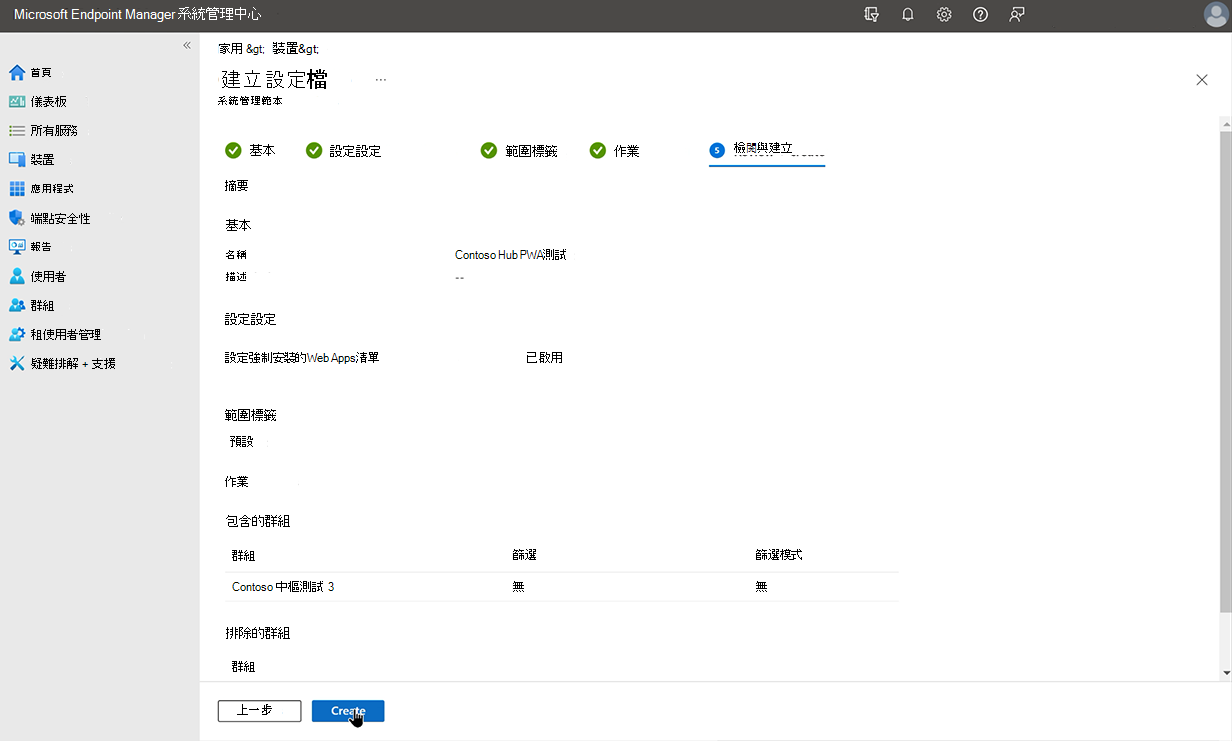 Microsoft Endpoint Manager 系統管理中心
«
首頁
儀表板
所有服務
裝置
應用程式
端點安全性
報告
使用者
群組
租使用者管理
疑難排解 + 支援
家用 &gt; 裝置&gt;
建立設定檔 ...
系統管理範本
基本 設定設定 範圍標籤 作業 5 檢閱與建立
摘要
基本
名稱 Contoso Hub PWA測試
描述 --
設定設定
設定強制安裝的Web Apps清單 已啟用
範圍標籤
預設
作業
包含的群組
群組 篩選 篩選模式
Contoso 中樞測試 3 無 無
排除的群組
群組
上一步 Create